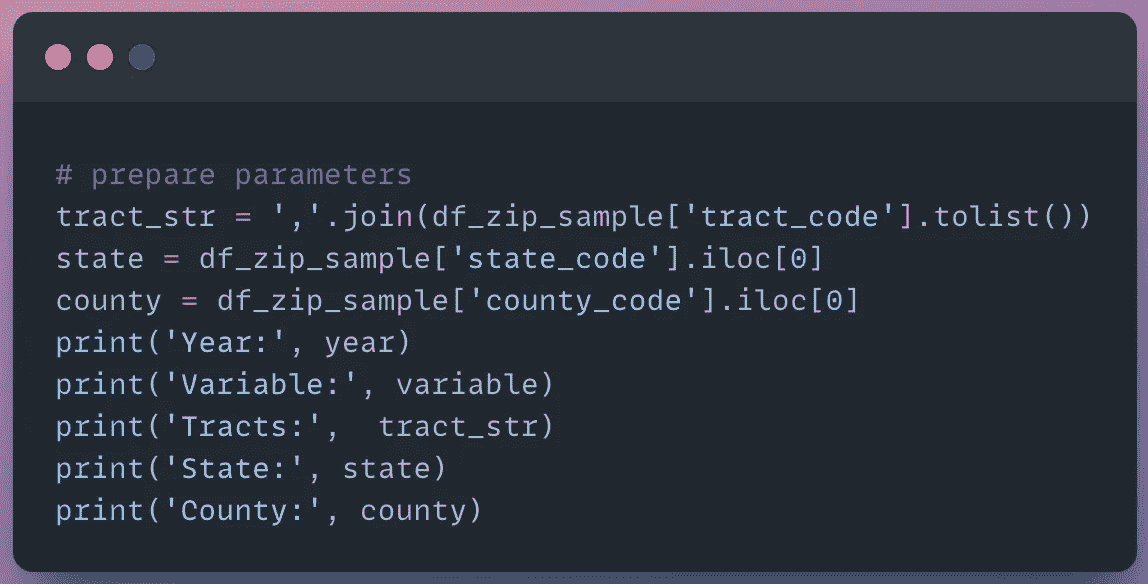 # prepare parameters
tract_str = ','.join(df_zip_sample['tract_code'].tolist())
state = df_zip_sample['state_code'].iloc[0]
county = df_zip_sample['county_code'].iloc[0]
print('Year:', year)
print('Variable:', variable)
print('Tracts:',  tract_str)
print('State:', state)
print('County:', county)